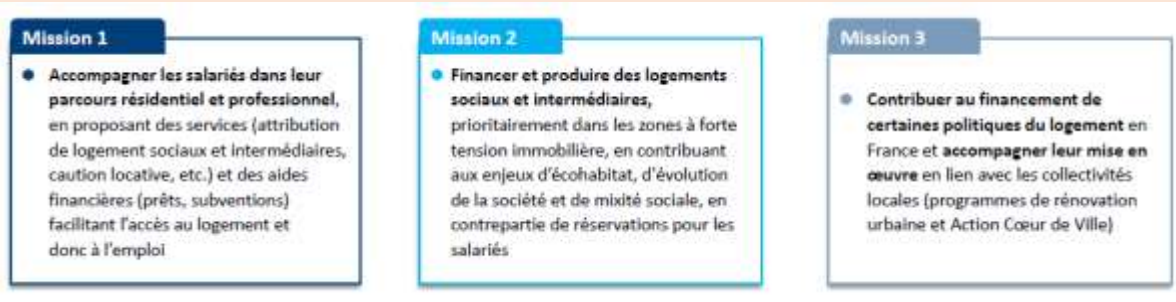 Mission 1
Accompagner les salariés dans leur
parcours résidentiel et professionnel,
en proposant des services (attribution
de logement sociaux et intermédiaires,
caution locative, etc.) et des aides
financières (prêts, subventions)
facilitant l'accès au logement et
donc à l'emploi
Mission 2
Financer et produire des logements
sociaux et intermédiaires,
prioritairement dans les zones à forte
tension immobilière, en contribuant
aux enjeux d'écohabitat, d'évolution
de la société et de mixité sociale, en
contrepartie de réservations pour les
salariés
Mission 3
Contribuer au financement de
certaines politiques du logement en
France et accompagner leur mise en
œuvre en lien avec les collectivités
locales (programmes de rénovation
urbaine et Action Cœur de Ville)